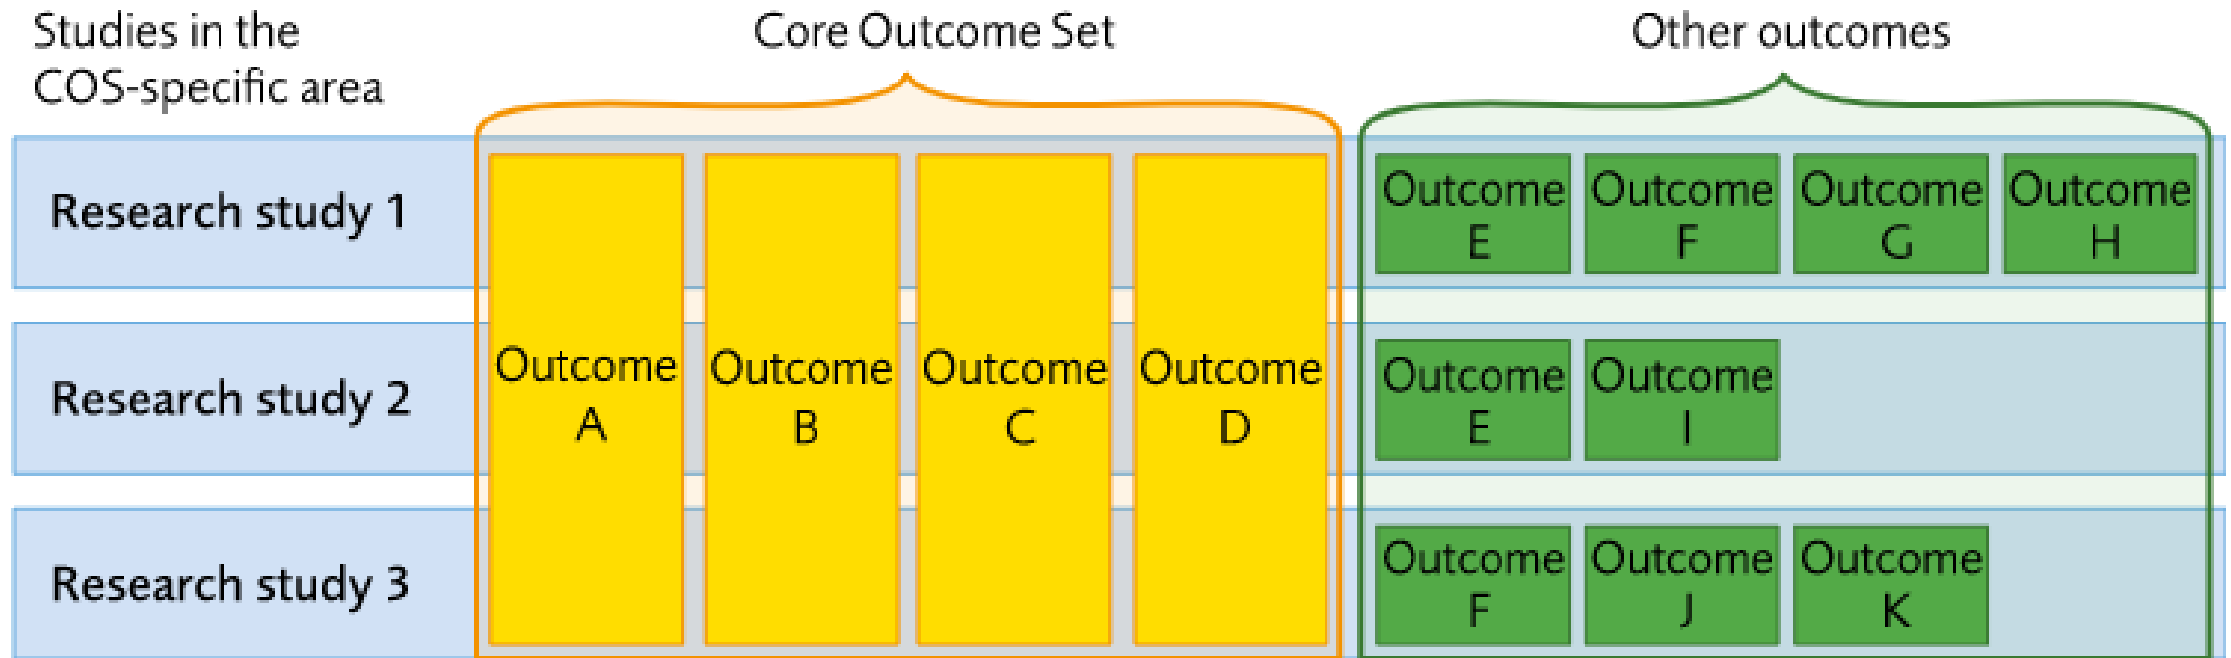 Studies in the
COS-specific area
Core Outcome Set
Other outcomes
Research study 1
Outcome
E
Outcome
F
Outcome
G
Outcome
H
Research study 2
Outcome
A
Outcome
B
Outcome
C
Outcome
D
Outcome
E
Outcome
I
Research study 3
Outcome
F
Outcome
J
Outcome
K